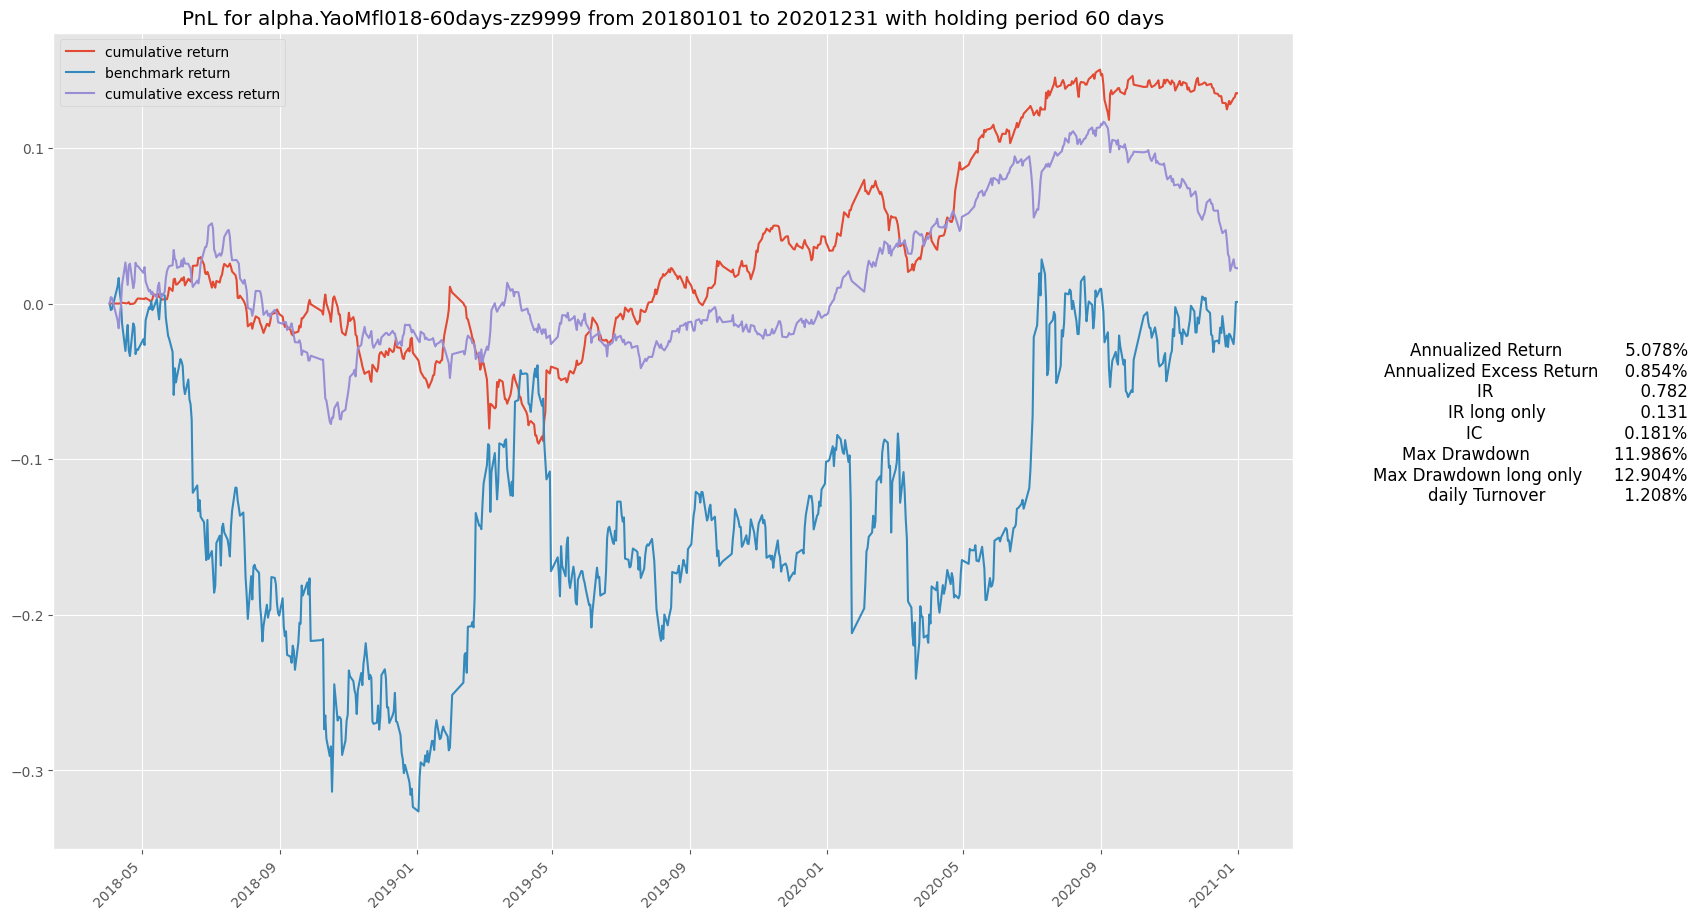 PnL for alpha.YaoMfl018-60days-zz9999 from 20180101 to 20201231 with holding period 60 days
cumulative return
benchmark return
cumulative excess return
0.1
0.0
−0.1
−0.2
−0.3
2018-05
2018-09
2019-01
2019-05
2019-09
2020-01
2020-05
2020-09
2021-01
Annualized Return 5.078%
Annualized Excess Return 0.854%
IR 0.782
IR long only 0.131
IC 0.181%
Max Drawdown 11.986%
Max Drawdown long only 12.904%
daily Turnover 1.208%